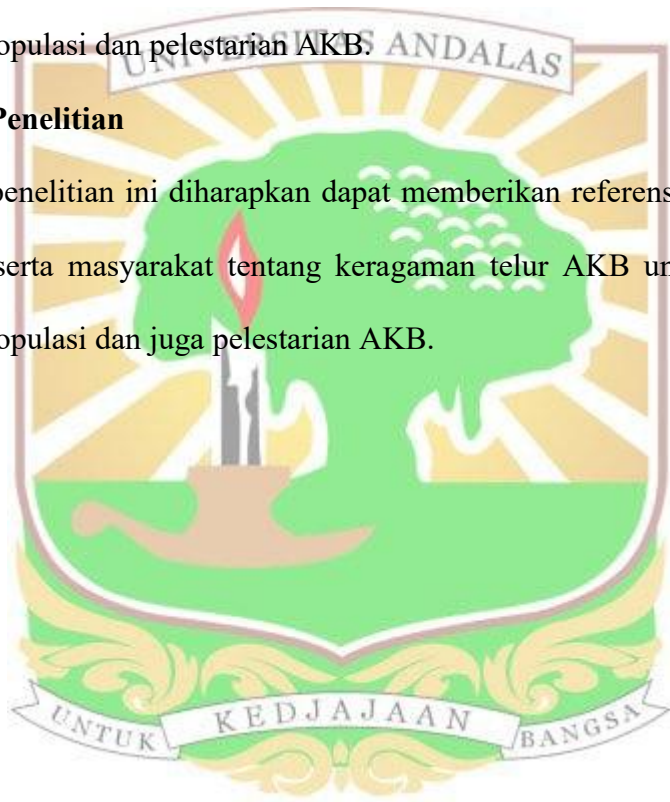 opulasi dan pelestarian AKB.
UNIVERSITAS ANDALAS
Penelitian
penelitian ini diharapkan dapat memberikan referens
serta masyarakat tentang keragaman telur AKB un
opulasi dan juga pelestarian AKB.
UNTUK KEDJAJAAN BANGSA